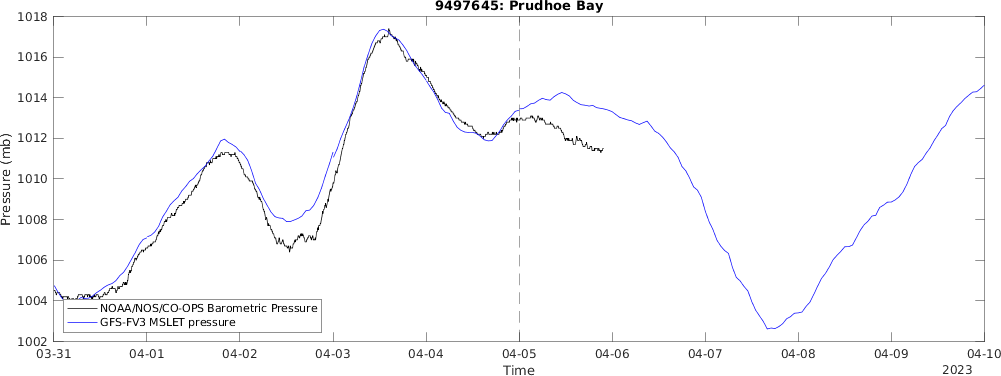 9497645: Prudhoe Bay
Pressure (mb)
1018
1016
1014
1012
1010
1008
1006
1004
1002
NOAA/NOS/CO-OPS Barometric Pressure
GFS-FV3 MSLET pressure
03-31 04-01 04-02 04-03 04-04 04-05 04-06 04-07 04-08 04-09 04-10
Time
2023